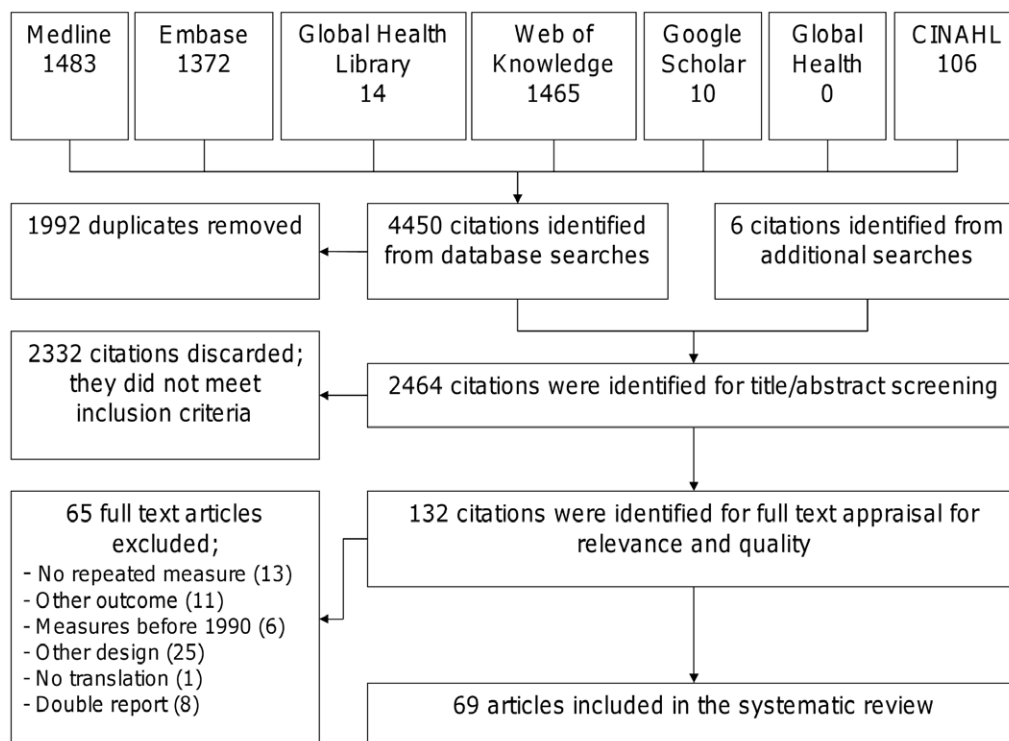 Medline
1483
Embase
1372
Global Health
Library
14
Web of
Knowledge
1465
Google
Scholar
10
Global
Health
0
CINAHL
106
1992 duplicates removed
4450 citations identified
from database searches
6 citations identified from
additional searches
2332 citations discarded;
they did not meet
inclusion criteria
2464 citations were identified for title/abstract screening
65 full text articles
excluded;
- No repeated measure (13)
- Other outcome (11)
- Measures before 1990 (6)
- Other design (25)
- No translation (1)
- Double report (8)
132 citations were identified for full text appraisal for
relevance and quality
69 articles included in the systematic review